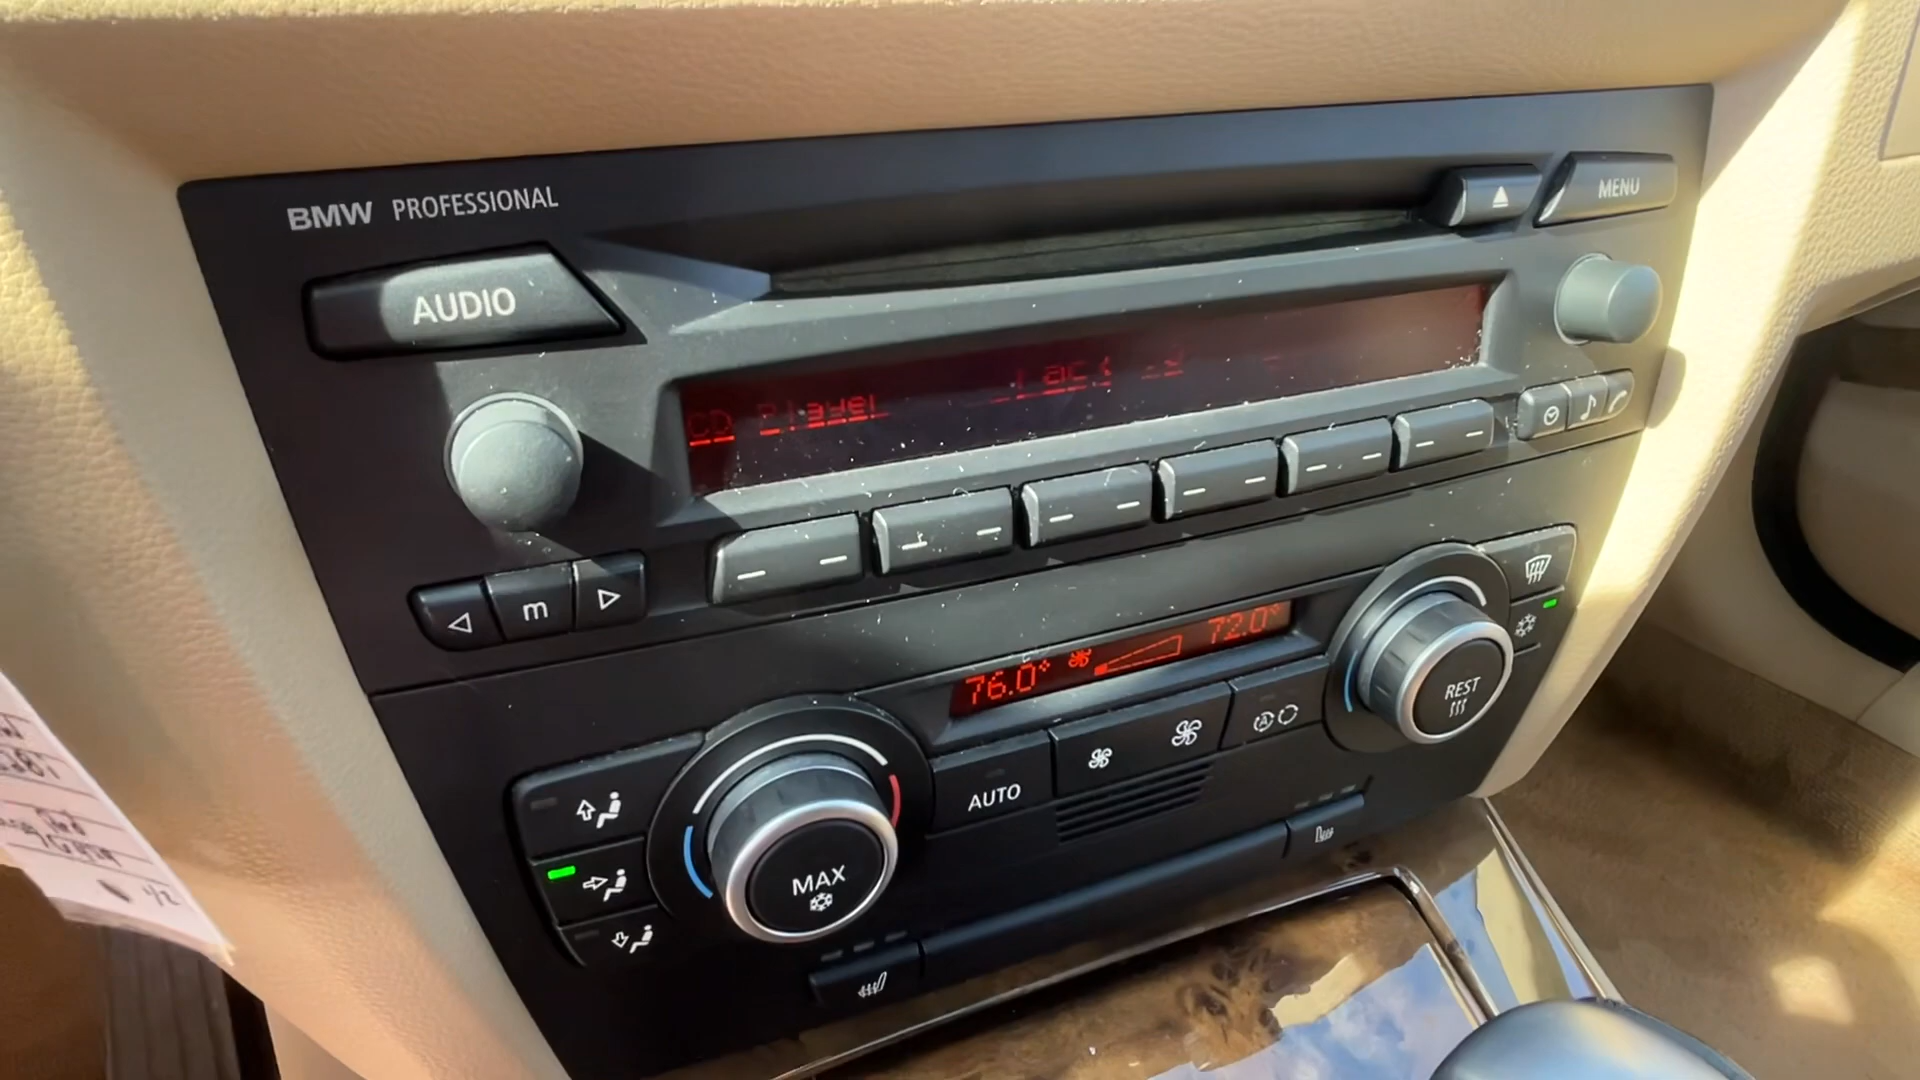 BMW PROFESSIONAL
MENU
AUDIO
CD Player
m
76.0° 72.0°
REST
AUTO
MAX